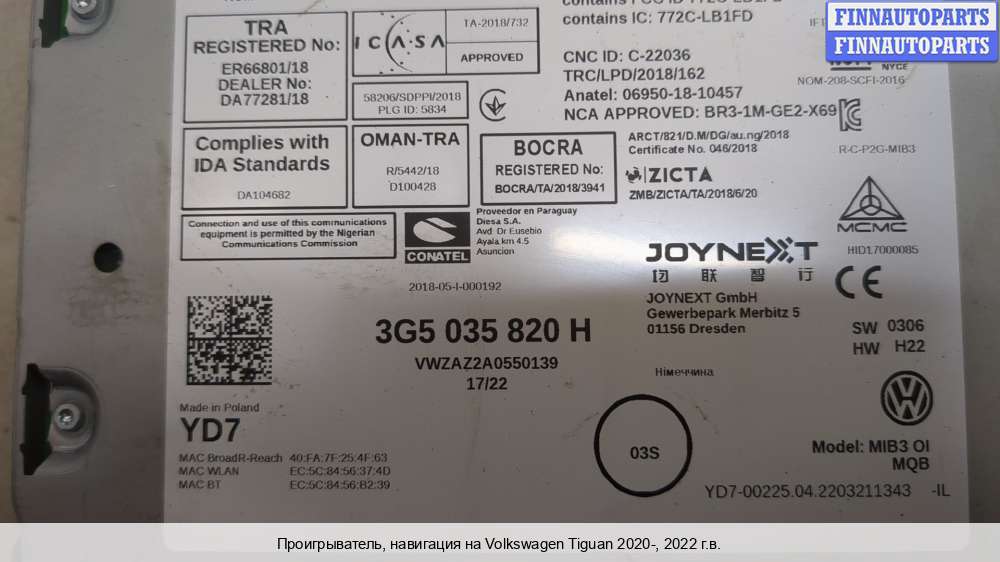 contains IC: 772C-LB1FD
FINNAUTOPARTS
FINNAUTOPARTS
TRA
REGISTERED No:
ER66801/18
DEALER No:
DA77281/18
ICASA
TA-2018/732
APPROVED
58206/SDPPI/2018
PLG ID: 5834
CNC ID: C-22036
TRC/LPD/2018/162
Anatel: 06950-18-10457
NCA APPROVED: BR3-1M-GE2-X69
NYCE
NOM-208-SCFI-2016
Complies with
IDA Standards
DA104682
OMAN-TRA
R/5442/18
D100428
BOCRA
REGISTERED No:
BOCRA/TA/2018/3941
ARCT/821/D.M/DG/au.ng/2018
Certificate No. 046/2018
ZICTA
ZMB/ZICTA/TA/2018/6/20
R-C-P2G-MIB3
MCMC
HID17000085
Connection and use of this communications
equipment is permitted by the Nigerian
Communications Commission
CONATEL
2018-05-I-000192
Proveedor en Paraguay
Diesa S.A.
Avd Dr Eusebio
Ayala km 4.5
Asuncion
JOYNEXT
均联智行
JOYNEXT GmbH
Gewerbepark Merbitz 5
01156 Dresden
CE
SW 0306
HW H22
3G5 035 820 H
VWZAZ2A0550139
17/22
Німеччина
Made in Poland
YD7
MAC BroadR-Reach 40:FA:7F:25:4F:63
MAC WLAN EC:5C:84:56:37:4D
MAC BT EC:5C:84:56:B2:39
03S
Model: MIB3 OI
MQB
YD7-00225.04.2203211343 -IL
Проигрыватель, навигация на Volkswagen Tiguan 2020-, 2022 г.в.